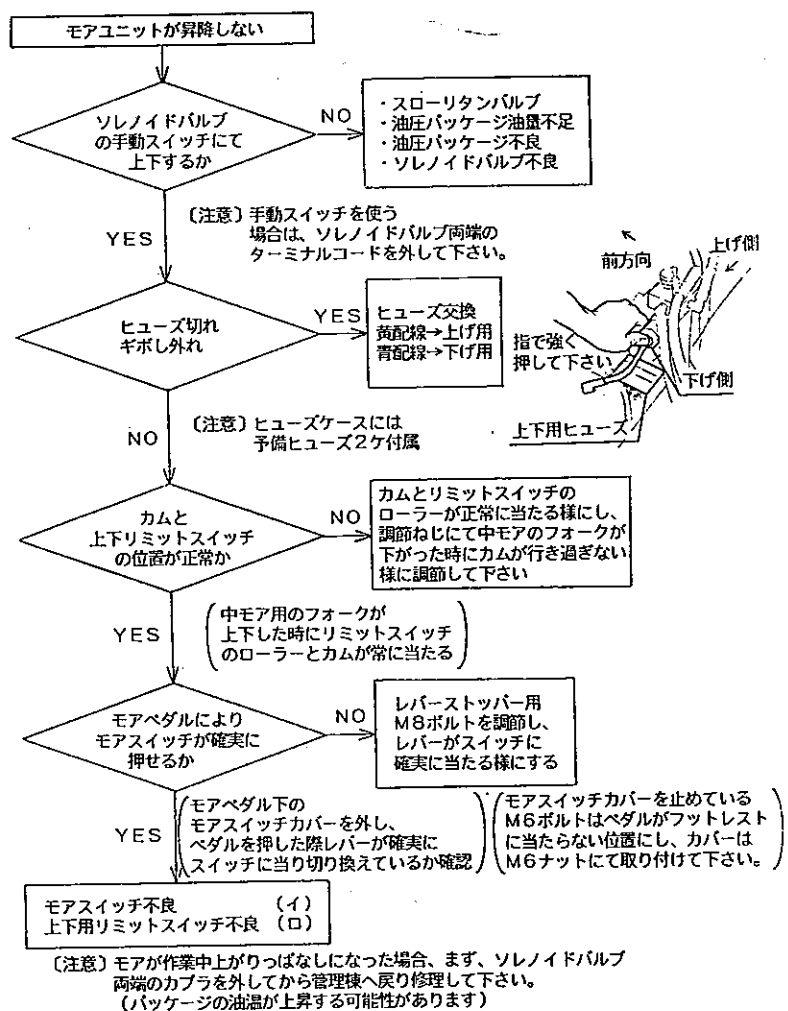 モアユニットが昇降しない
ソレノイドバルブ
の手動スイッチにて
上下するか
NO
・スローリタンバルブ
・油圧パッケージ油量不足
・油圧パッケージ不良
・ソレノイドバルブ不良
YES
〔注意〕手動スイッチを使う
場合は、ソレノイドバルブ両端の
ターミナルコードを外して下さい。
前方向
上げ側
指で強く
押して下さい
下げ側
上下用ヒューズ
ヒューズ切れ
ギボし外れ
YES
ヒューズ交換
黄配線→上げ用
青配線→下げ用
NO
〔注意〕ヒューズケースには
予備ヒューズ2ケ付属
カムと
上下リミットスイッチ
の位置が正常か
NO
カムとリミットスイッチの
ローラーが正常に当たる様にし、
調節ねじにて中モアのフォークが
下がった時にカムが行き過ぎない
様に調節して下さい
YES
(中モア用のフォークが
上下した時にリミットスイッチ
のローラーとカムが常に当たる)
モアペダルにより
モアスイッチが確実に
押せるか
NO
レバーストッパー用
M8ボルトを調節し、
レバーがスイッチに
確実に当たる様にする
YES
(モアペダル下の
モアスイッチカバーを外し、
ペダルを押した際レバーが確実に
スイッチに当り切り換えているか確認)
(モアスイッチカバーを止めている
M6ボルトはペダルがフットレスト
に当たらない位置にし、カバーは
M6ナットにて取り付けて下さい。)
モアスイッチ不良 (イ)
上下用リミットスイッチ不良 (ロ)
〔注意〕モアが作業中上がりっぱなしになった場合、まず、ソレノイドバルブ
両端のカプラを外してから管理棟へ戻り修理して下さい。
(パッケージの油温が上昇する可能性があります)